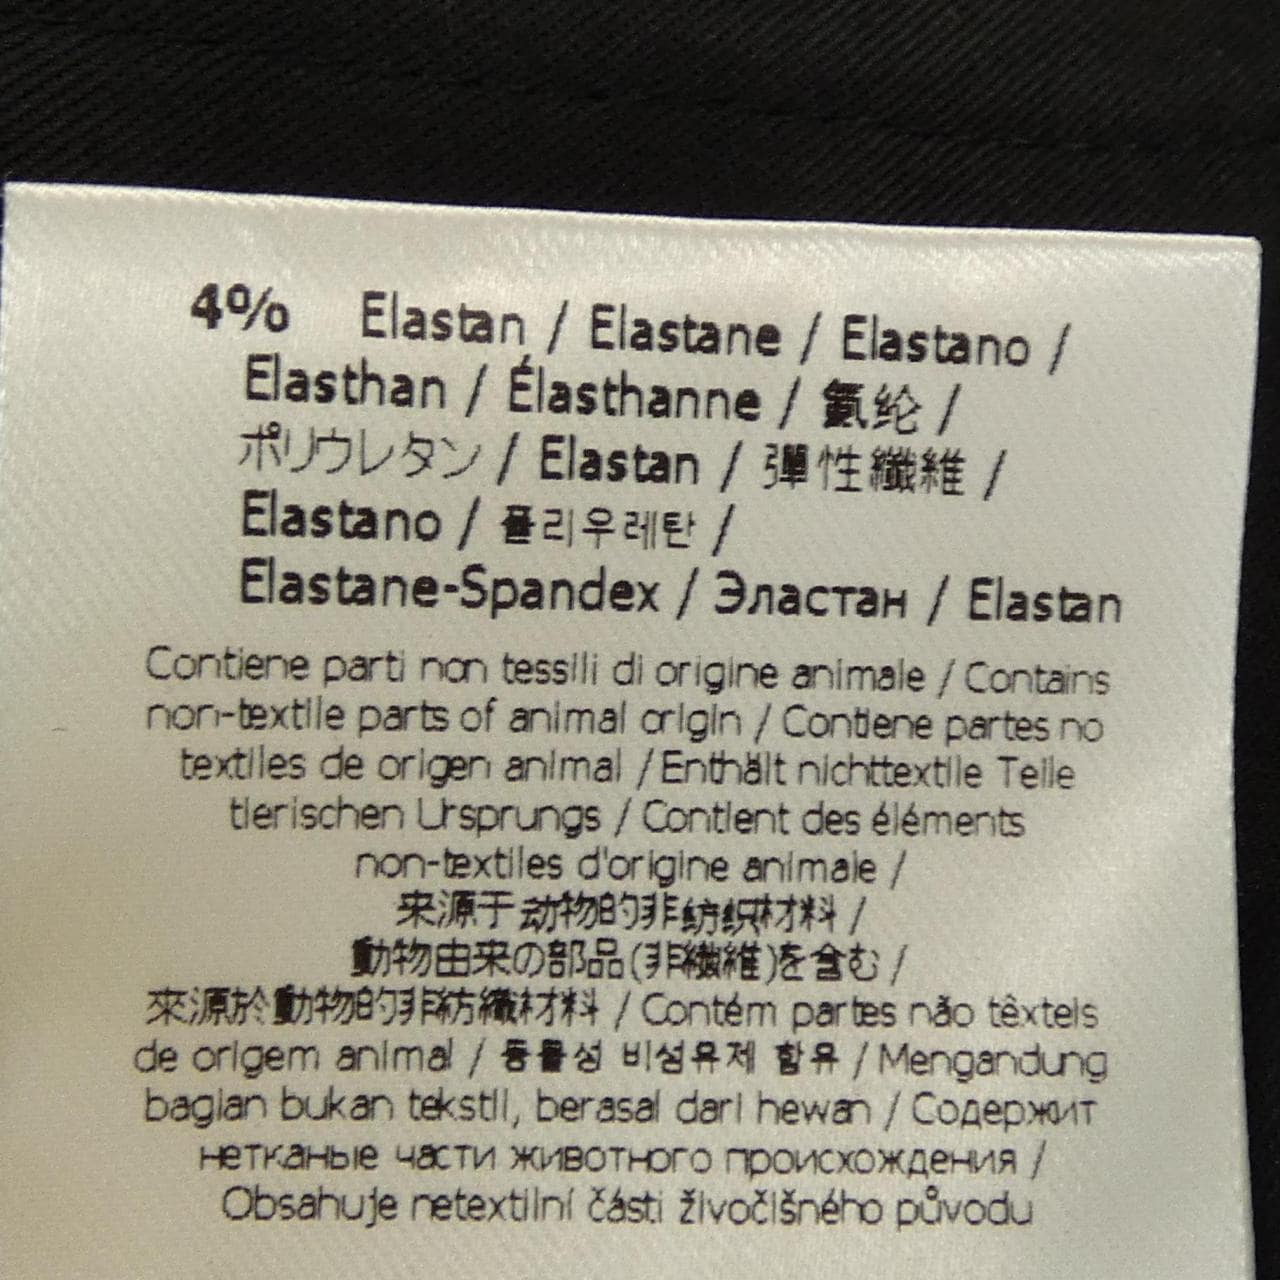 4% Elastan / Elastane / Elastano /
Elasthan / Élasthanne / 氨纶 /
ポリウレタン / Elastan / 彈性纖維 /
Elastano / 폴리우레탄 /
Elastane-Spandex / Эластан / Elastan
Contiene parti non tessili di origine animale / Contains
non-textile parts of animal origin / Contiene partes no
textiles de origen animal / Enthält nichttextile Teile
tierischen Ursprungs / Contient des éléments
non-textiles d'origine animale /
来源于动物的非纺织材料 /
動物由来の部品(非繊維)を含む /
來源於動物的非紡織材料 / Contém partes não têxteis
de origem animal / 동물성 비섬유제 함유 / Mengandung
bagian bukan tekstil, berasal dari hewan / Содержит
нетканые части животного происхождения /
Obsahuje netextilní části živočišného původu